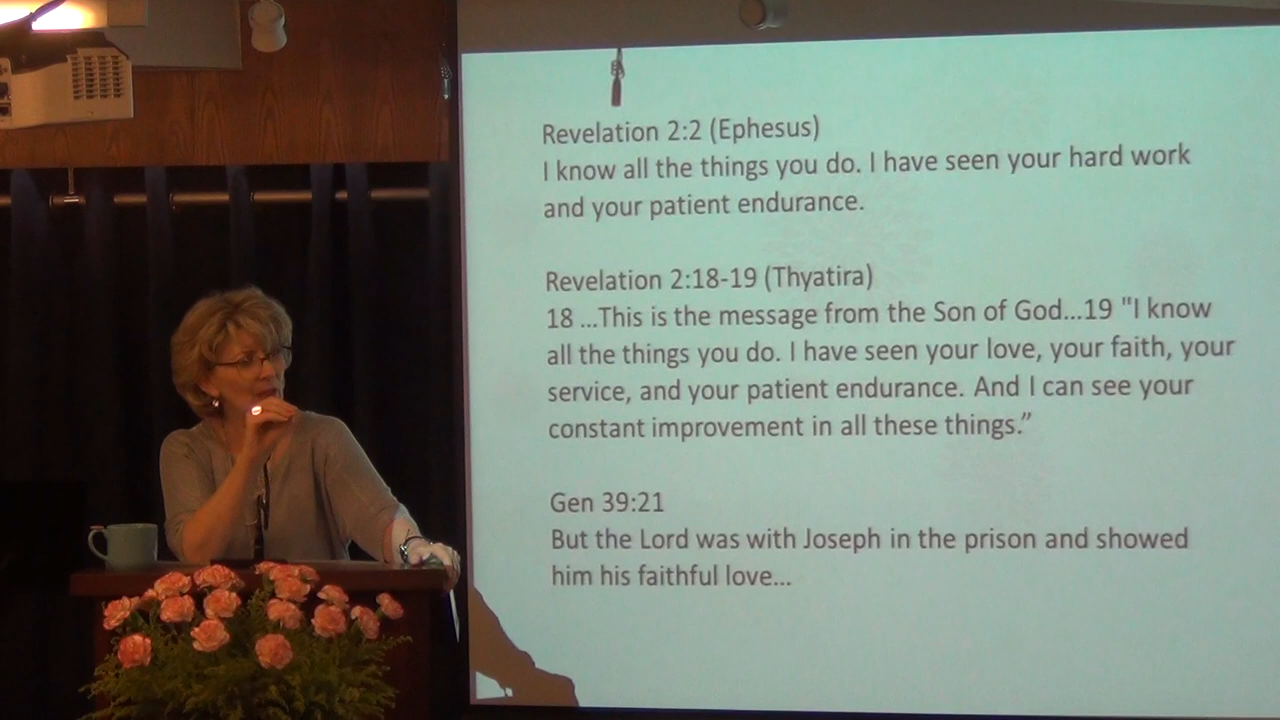 Revelation 2:2 (Ephesus)
I know all the things you do. I have seen your hard work
and your patient endurance.
Revelation 2:18-19 (Thyatira)
18 ...This is the message from the Son of God...19 "I know
all the things you do. I have seen your love, your faith, your
service, and your patient endurance. And I can see your
constant improvement in all these things.”
Gen 39:21
But the Lord was with Joseph in the prison and showed
him his faithful love...